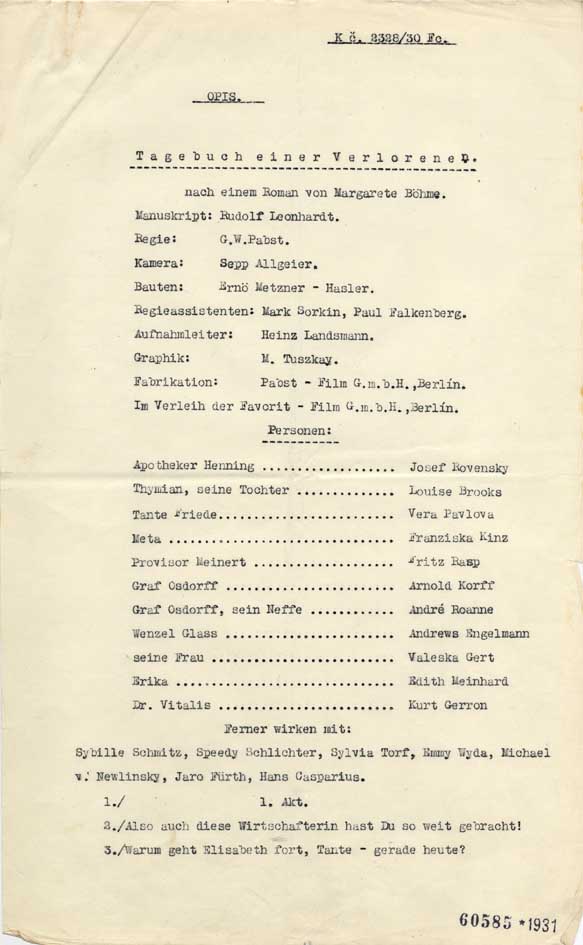 K č. 2328/30 Fc.
OPIS.
Tagebuch einer Verlorenen.
nach einem Roman von Margarete Böhme.
Manuskript: Rudolf Leonhardt.
Regie: G.W.Pabst.
Kamera: Sepp Allgeier.
Bauten: Ernö Metzner - Hasler.
Regieassistenten: Mark Sorkin, Paul Falkenberg.
Aufnahmleiter: Heinz Landsmann.
Graphik: M. Tuszkay.
Fabrikation: Pabst - Film G.m.b.H.,Berlín.
Im Verleih der Favorit - Film G.m.b.H.,Berlín.
Personen:
Apotheker Henning .................. Josef Rovensky
Thymian, seine Tochter ............. Louise Brooks
Tante Friede........................ Vera Pavlova
Meta ............................... Franziska Kinz
Provisor Meinert ................... Fritz Rasp
Graf Osdorff ....................... Arnold Korff
Graf Osdorff, sein Neffe ........... André Roanne
Wenzel Glass ....................... Andrews Engelmann
seine Frau ......................... Valeska Gert
Erika .............................. Edith Meinhard
Dr. Vitalis ........................ Kurt Gerron
Ferner wirken mit:
Sybille Schmitz, Speedy Schlichter, Sylvia Torf, Emmy Wyda, Michael
v. Newlinsky, Jaro Fürth, Hans Casparius.
1./ 1. Akt.
2./Also auch diese Wirtschafterin hast Du so weit gebracht!
3./Warum geht Elisabeth fort, Tante - gerade heute?
60585 * 1931